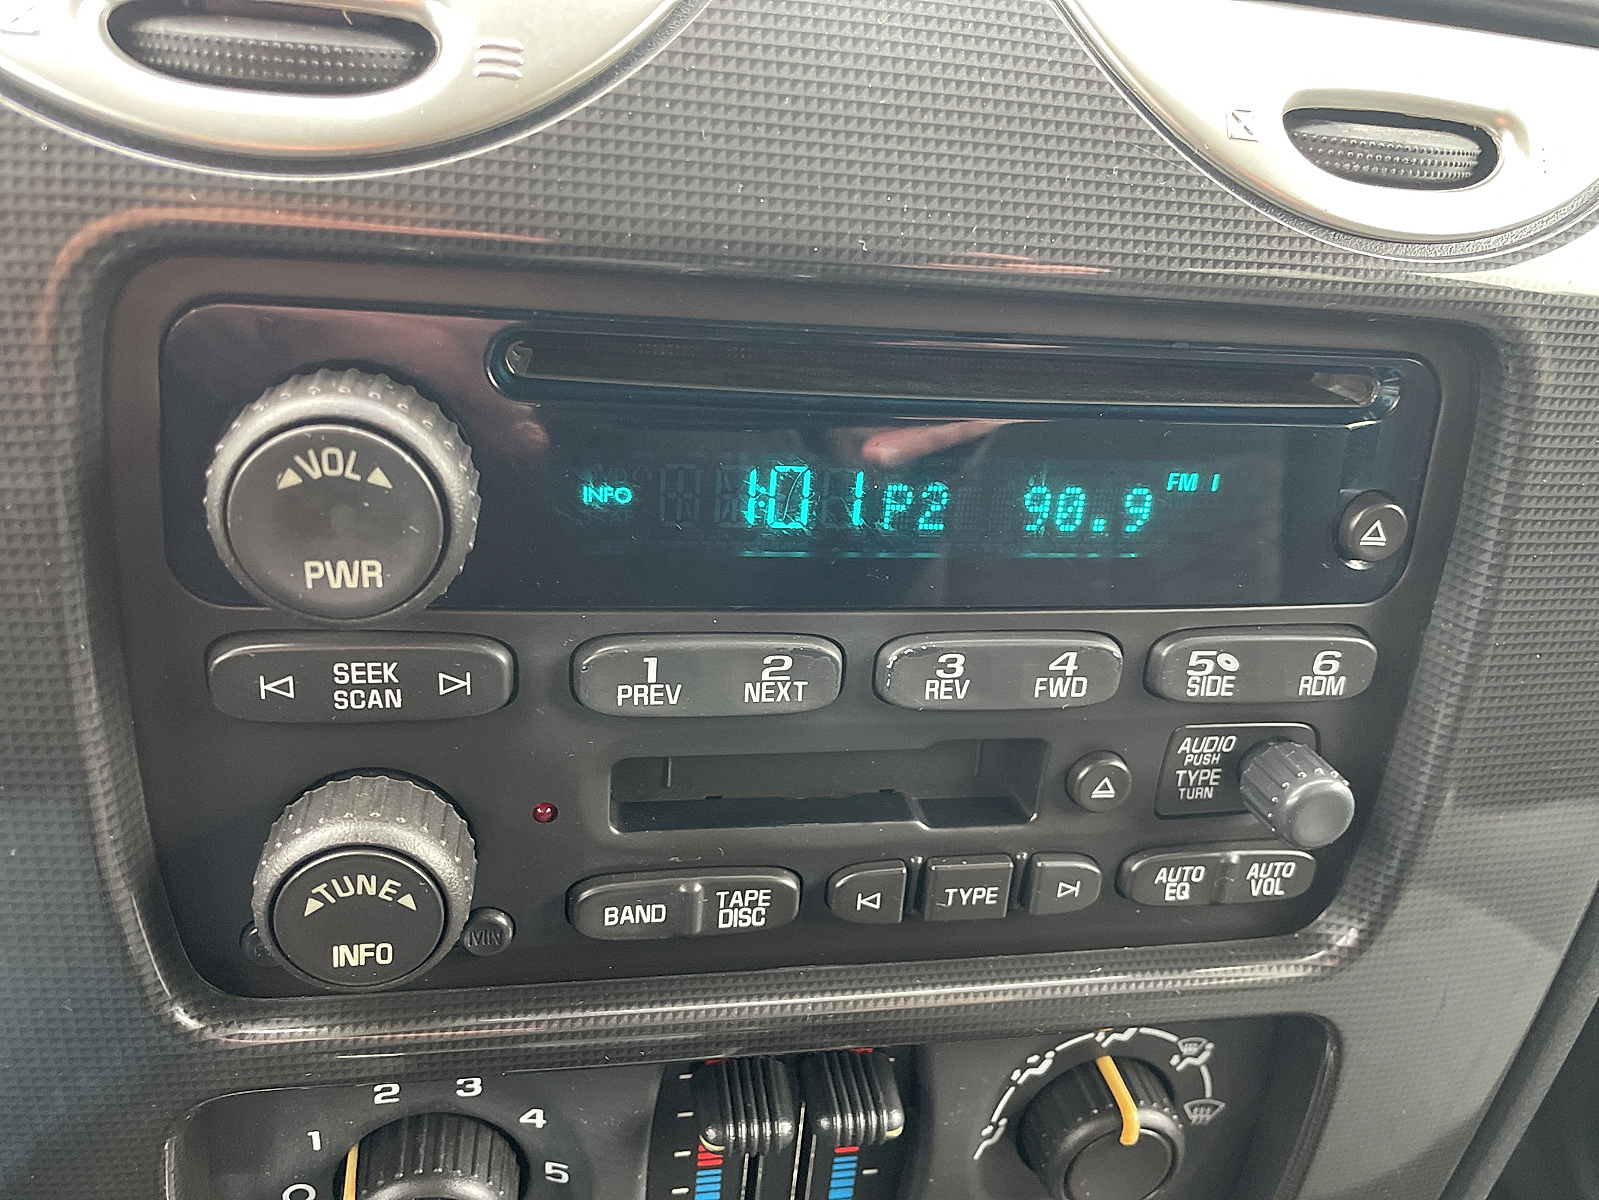 INFO 10 1 P2 90.9 FM 1
VOL
PWR
SEEK
SCAN
1
PREV
2
NEXT
3
REV
4
FWD
5
SIDE
6
RDM
AUDIO
PUSH
TYPE
TURN
TUNE
INFO
MIN
BAND
TAPE
DISC
TYPE
AUTO
EQ
AUTO
VOL
0
1
2
3
4
5